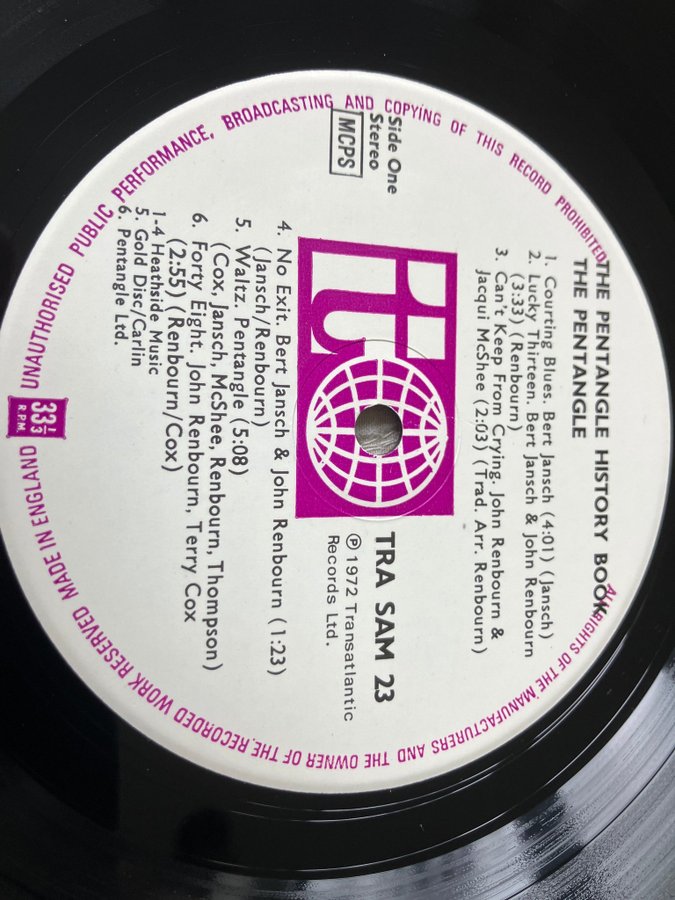 THE PENTANGLE HISTORY BOOK
THE PENTANGLE
1. Courting Blues. Bert Jansch (4:01) (Jansch)
2. Lucky Thirteen. Bert Jansch & John Renbourn
(3:33) (Renbourn)
3. Can't Keep From Crying. John Renbourn &
Jacqui McShee (2:03) (Trad. Arr. Renbourn)
Side One
Stereo
MCPS
t
TRA SAM 23
Ⓟ 1972 Transatlantic
Records Ltd.
4. No Exit. Bert Jansch & John Renbourn (1:23)
(Jansch/Renbourn)
5. Waltz. Pentangle (5:08)
(Cox, Jansch, McShee, Renbourn, Thompson)
6. Forty Eight. John Renbourn, Terry Cox
(2:55) (Renbourn/Cox)
1-4 Heathside Music
5. Gold Disc/Carlin
6. Pentangle Ltd.
33⅓
R.P.M.
ALL RIGHTS OF THE MANUFACTURERS AND THE OWNER OF THE RECORDED WORK RESERVED MADE IN ENGLAND
UNAUTHORISED PUBLIC PERFORMANCE, BROADCASTING AND COPYING OF THIS RECORD PROHIBITED